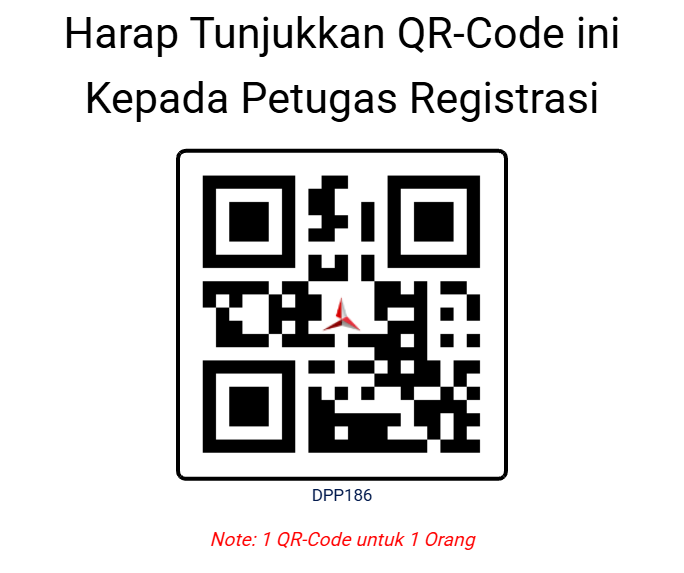 Harap Tunjukkan QR-Code ini
Kepada Petugas Registrasi
DPP186
Note: 1 QR-Code untuk 1 Orang